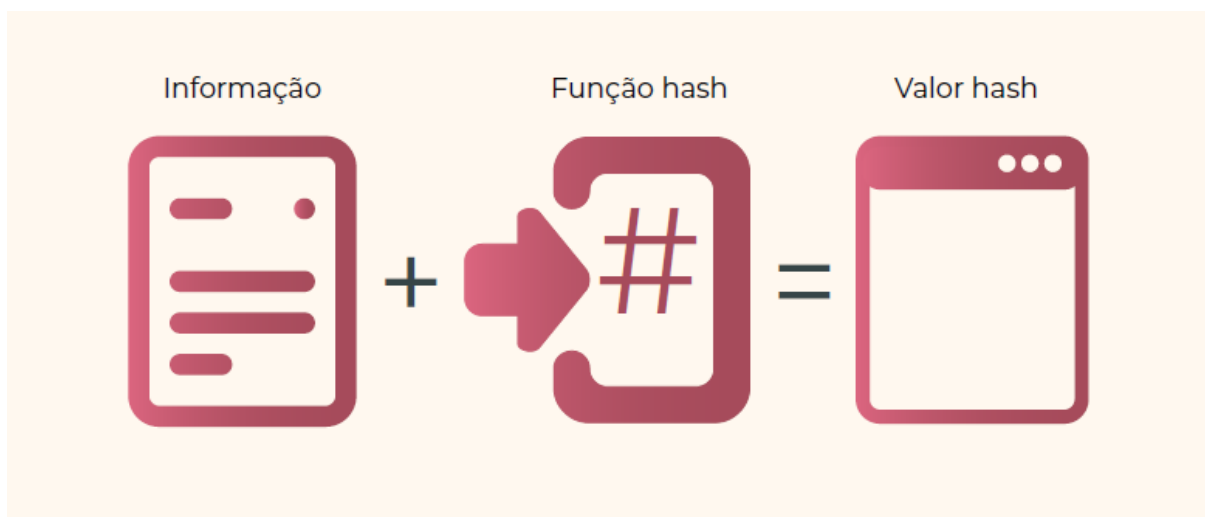 Informação
Função hash
Valor hash
+
#
=